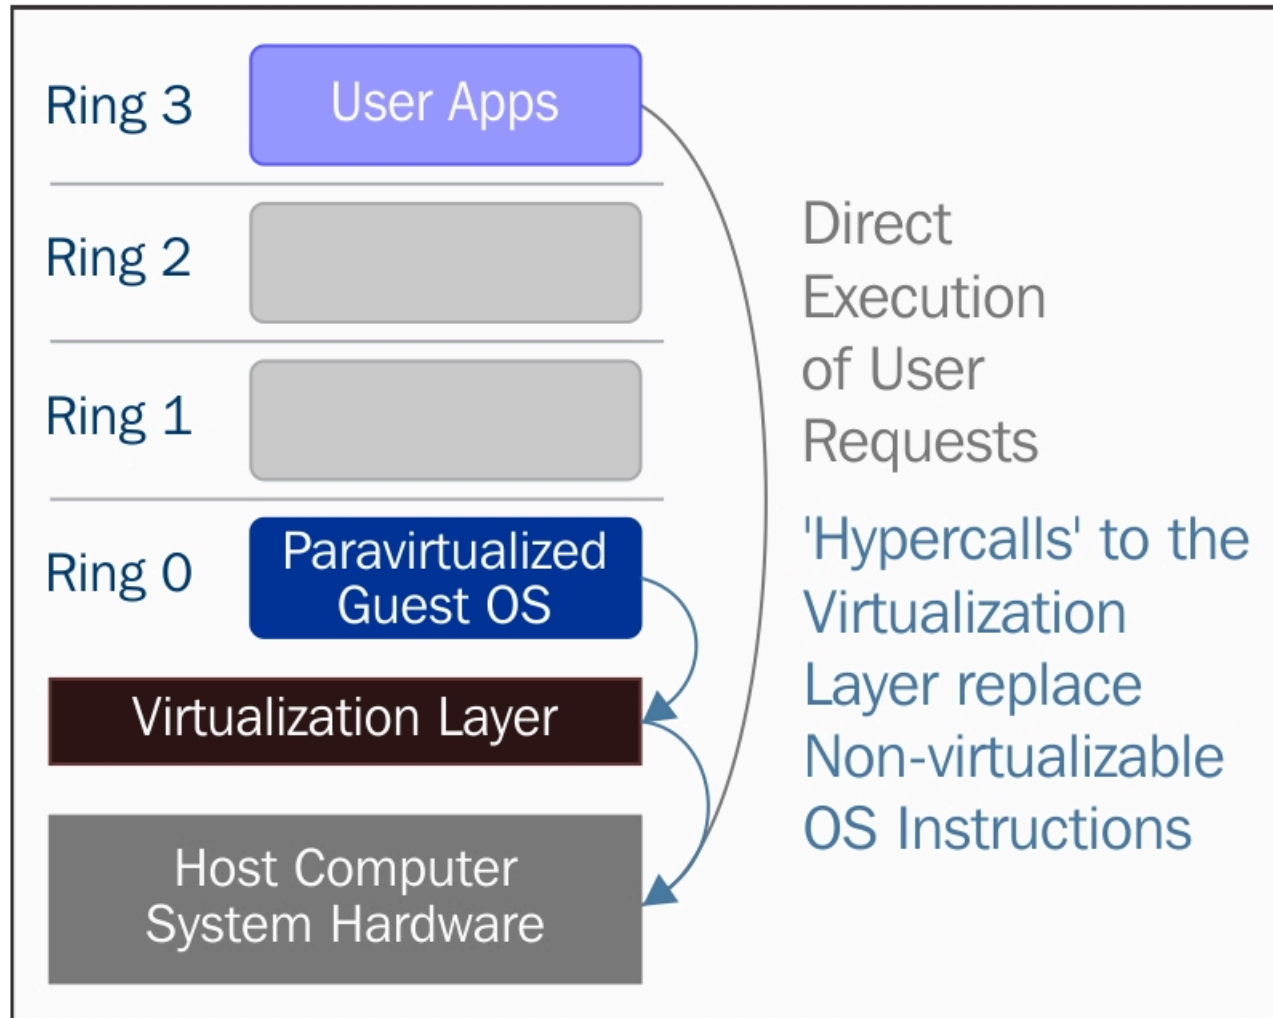 Ring 3
User Apps
Ring 2
Ring 1
Ring 0
Paravirtualized
Guest OS
Virtualization Layer
Host Computer
System Hardware
Direct
Execution
of User
Requests
'Hypercalls' to the
Virtualization
Layer replace
Non-virtualizable
OS Instructions